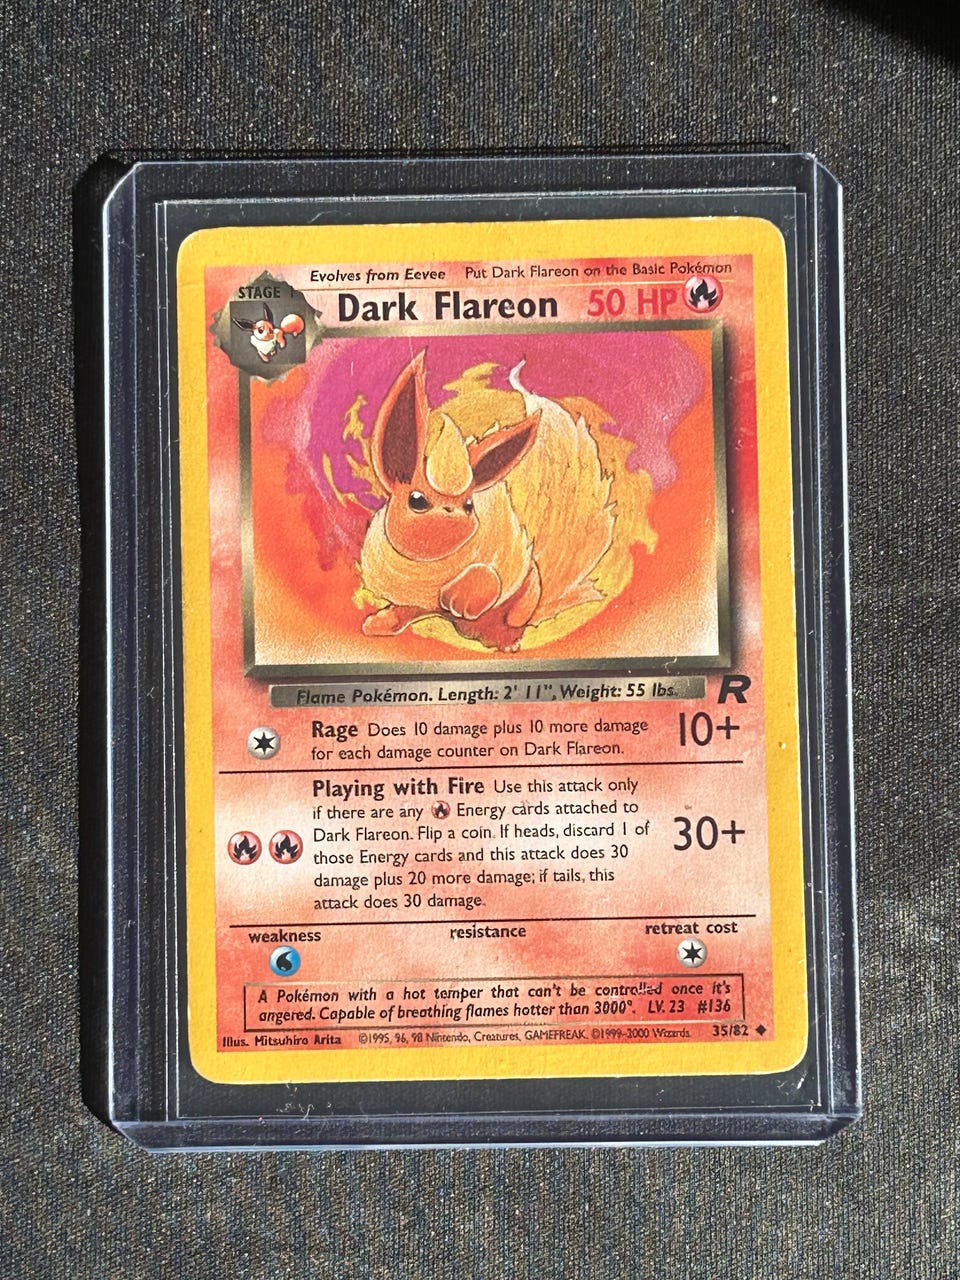 Evolves from Eevee Put Dark Flareon on the Basic Pokémon
STAGE 1
Dark Flareon 50 HP
Flame Pokémon. Length: 2' 11", Weight: 55 lbs.
R
Rage Does 10 damage plus 10 more damage
for each damage counter on Dark Flareon.
10+
Playing with Fire Use this attack only
if there are any Energy cards attached to
Dark Flareon. Flip a coin. If heads, discard 1 of
those Energy cards and this attack does 30
damage plus 20 more damage; if tails, this
attack does 30 damage.
30+
weakness resistance retreat cost
A Pokémon with a hot temper that can't be controlled once it's
angered. Capable of breathing flames hotter than 3000°. LV. 23 #136
Illus. Mitsuhiro Arita ©1995, 96, 98 Nintendo, Creatures, GAMEFREAK. ©1999-2000 Wizards. 35/82